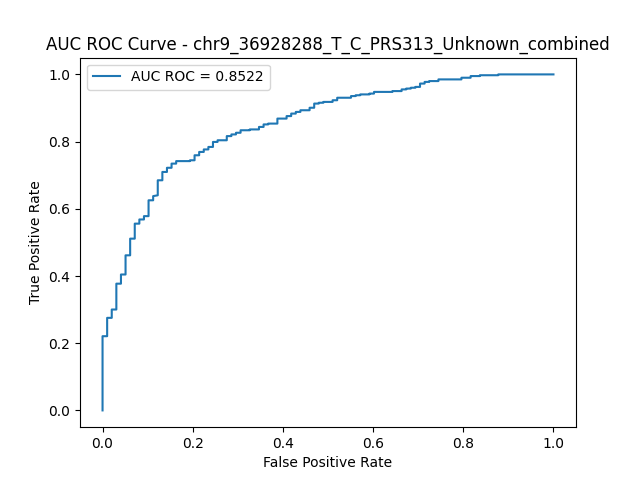 AUC ROC Curve - chr9_36928288_T_C_PRS313_Unknown_combined
AUC ROC = 0.8522
True Positive Rate
1.0
0.8
0.6
0.4
0.2
0.0
0.0 0.2 0.4 0.6 0.8 1.0
False Positive Rate